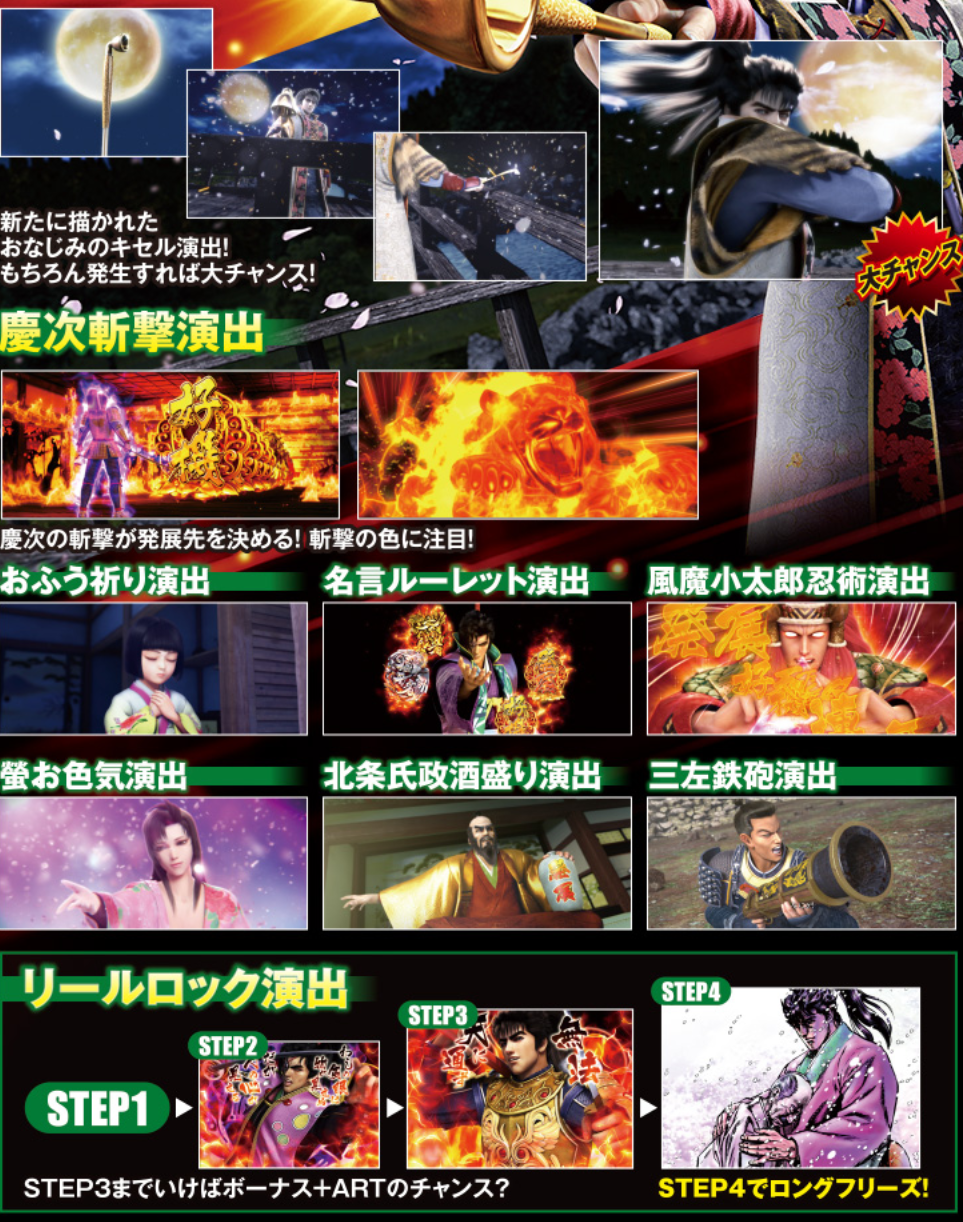 新たに描かれた
おなじみのキセル演出!
もちろん発生すれば大チャンス!
大チャンス
慶次斬撃演出
好機
慶次の斬撃が発展先を決める! 斬撃の色に注目!
おふう祈り演出
名言ルーレット演出
風魔小太郎忍術演出
発展
好機
螢お色気演出
北条氏政酒盛り演出
三左鉄砲演出
リールロック演出
STEP1
STEP2
STEP3
無法
天に
STEP4
STEP3までいけばボーナス+ARTのチャンス?
STEP4でロングフリーズ!